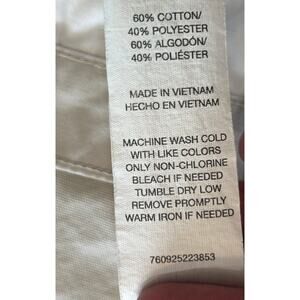 60% COTTON/
40% POLYESTER
60% ALGODÓN/
40% POLIÉSTER
MADE IN VIETNAM
HECHO EN VIETNAM
MACHINE WASH COLD
WITH LIKE COLORS
ONLY NON-CHLORINE
BLEACH IF NEEDED
TUMBLE DRY LOW
REMOVE PROMPTLY
WARM IRON IF NEEDED
760925223853